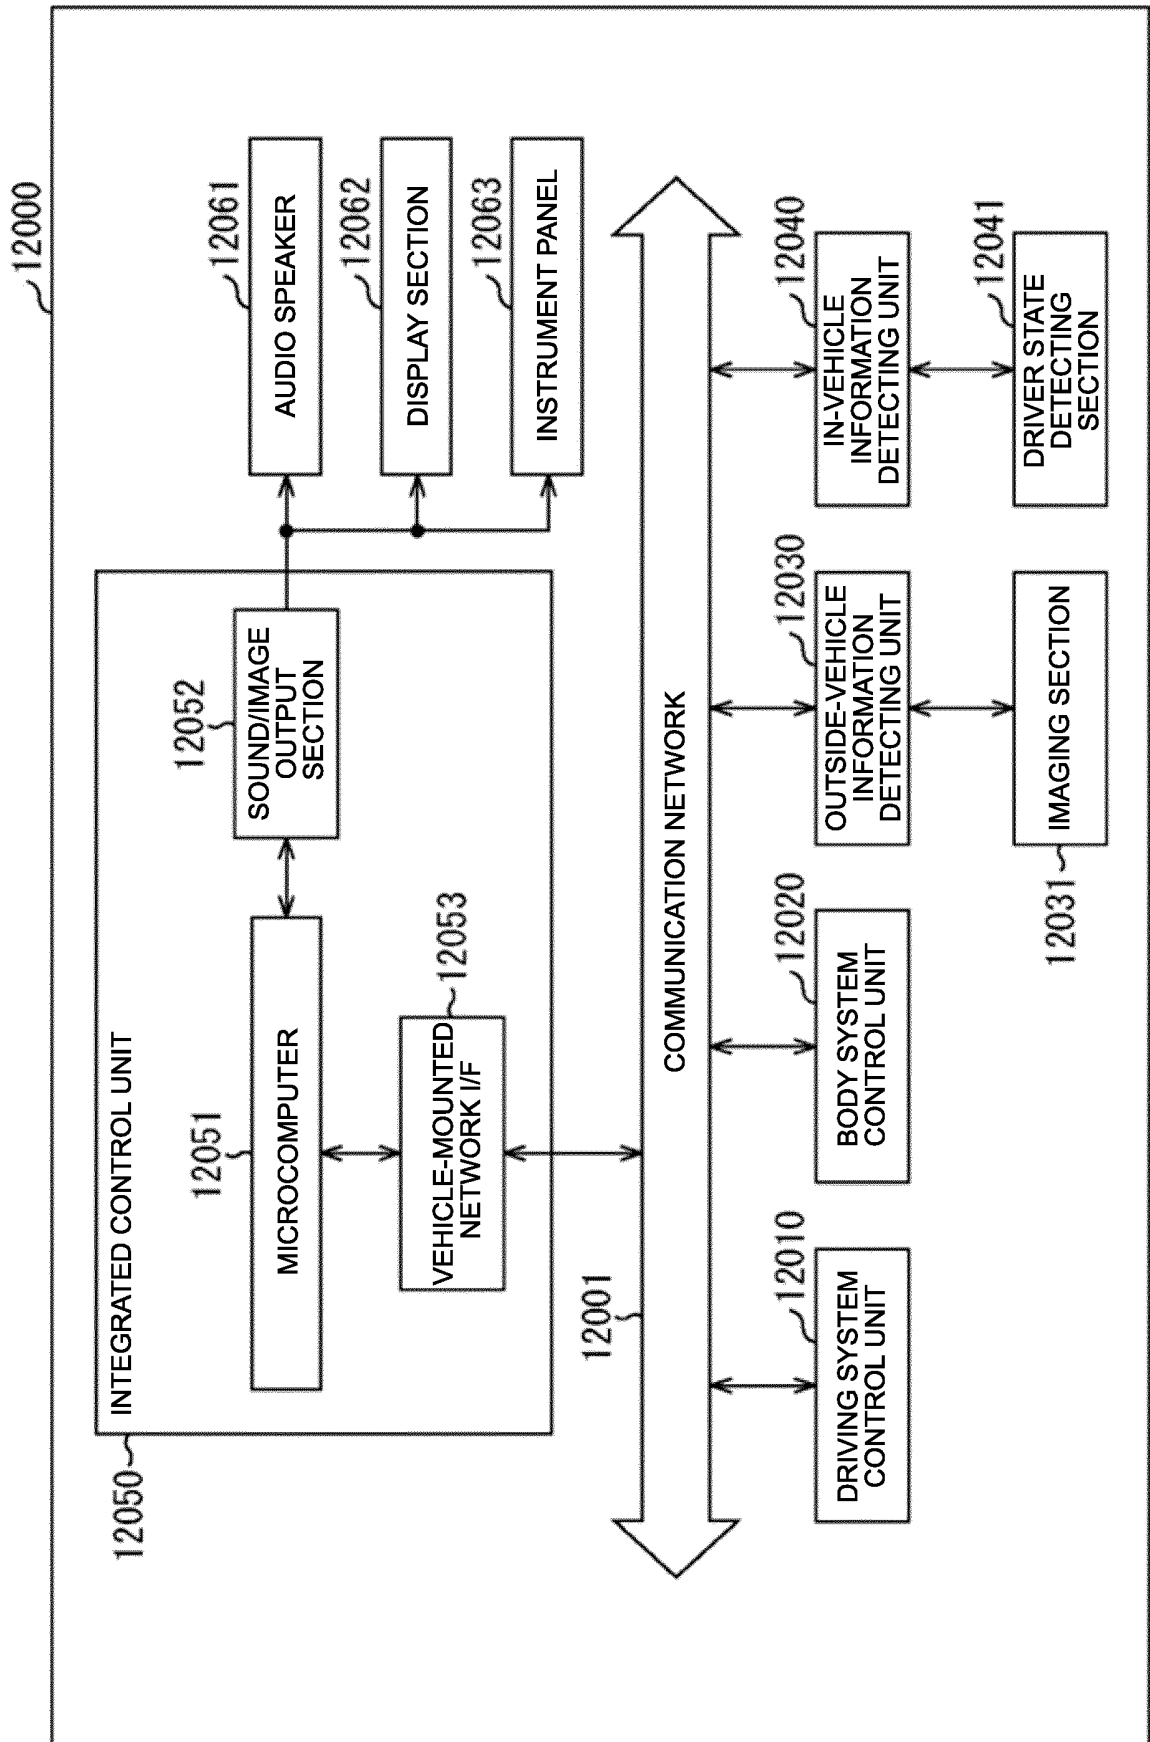 12000
12050
INTEGRATED CONTROL UNIT
12051
MICROCOMPUTER
12052
SOUND/IMAGE
OUTPUT
SECTION
12061
AUDIO SPEAKER
12062
DISPLAY SECTION
12063
INSTRUMENT PANEL
12053
VEHICLE-MOUNTED
NETWORK I/F
12001
COMMUNICATION NETWORK
12010
DRIVING SYSTEM
CONTROL UNIT
12020
BODY SYSTEM
CONTROL UNIT
12030
OUTSIDE-VEHICLE
INFORMATION
DETECTING UNIT
12040
IN-VEHICLE
INFORMATION
DETECTING UNIT
12031
IMAGING SECTION
12041
DRIVER STATE
DETECTING
SECTION